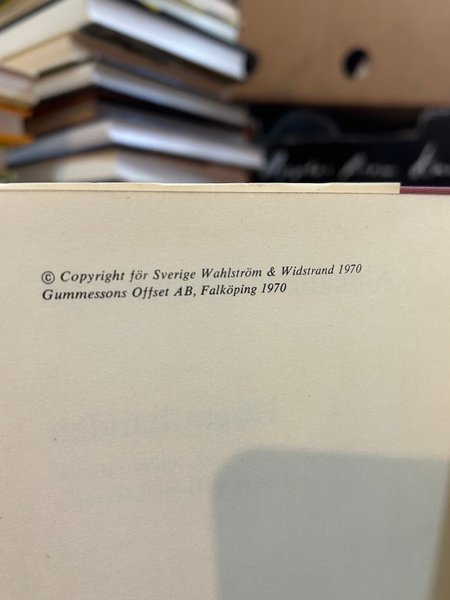 © Copyright för Sverige Wahlström & Widstrand 1970
Gummessons Offset AB, Falköping 1970